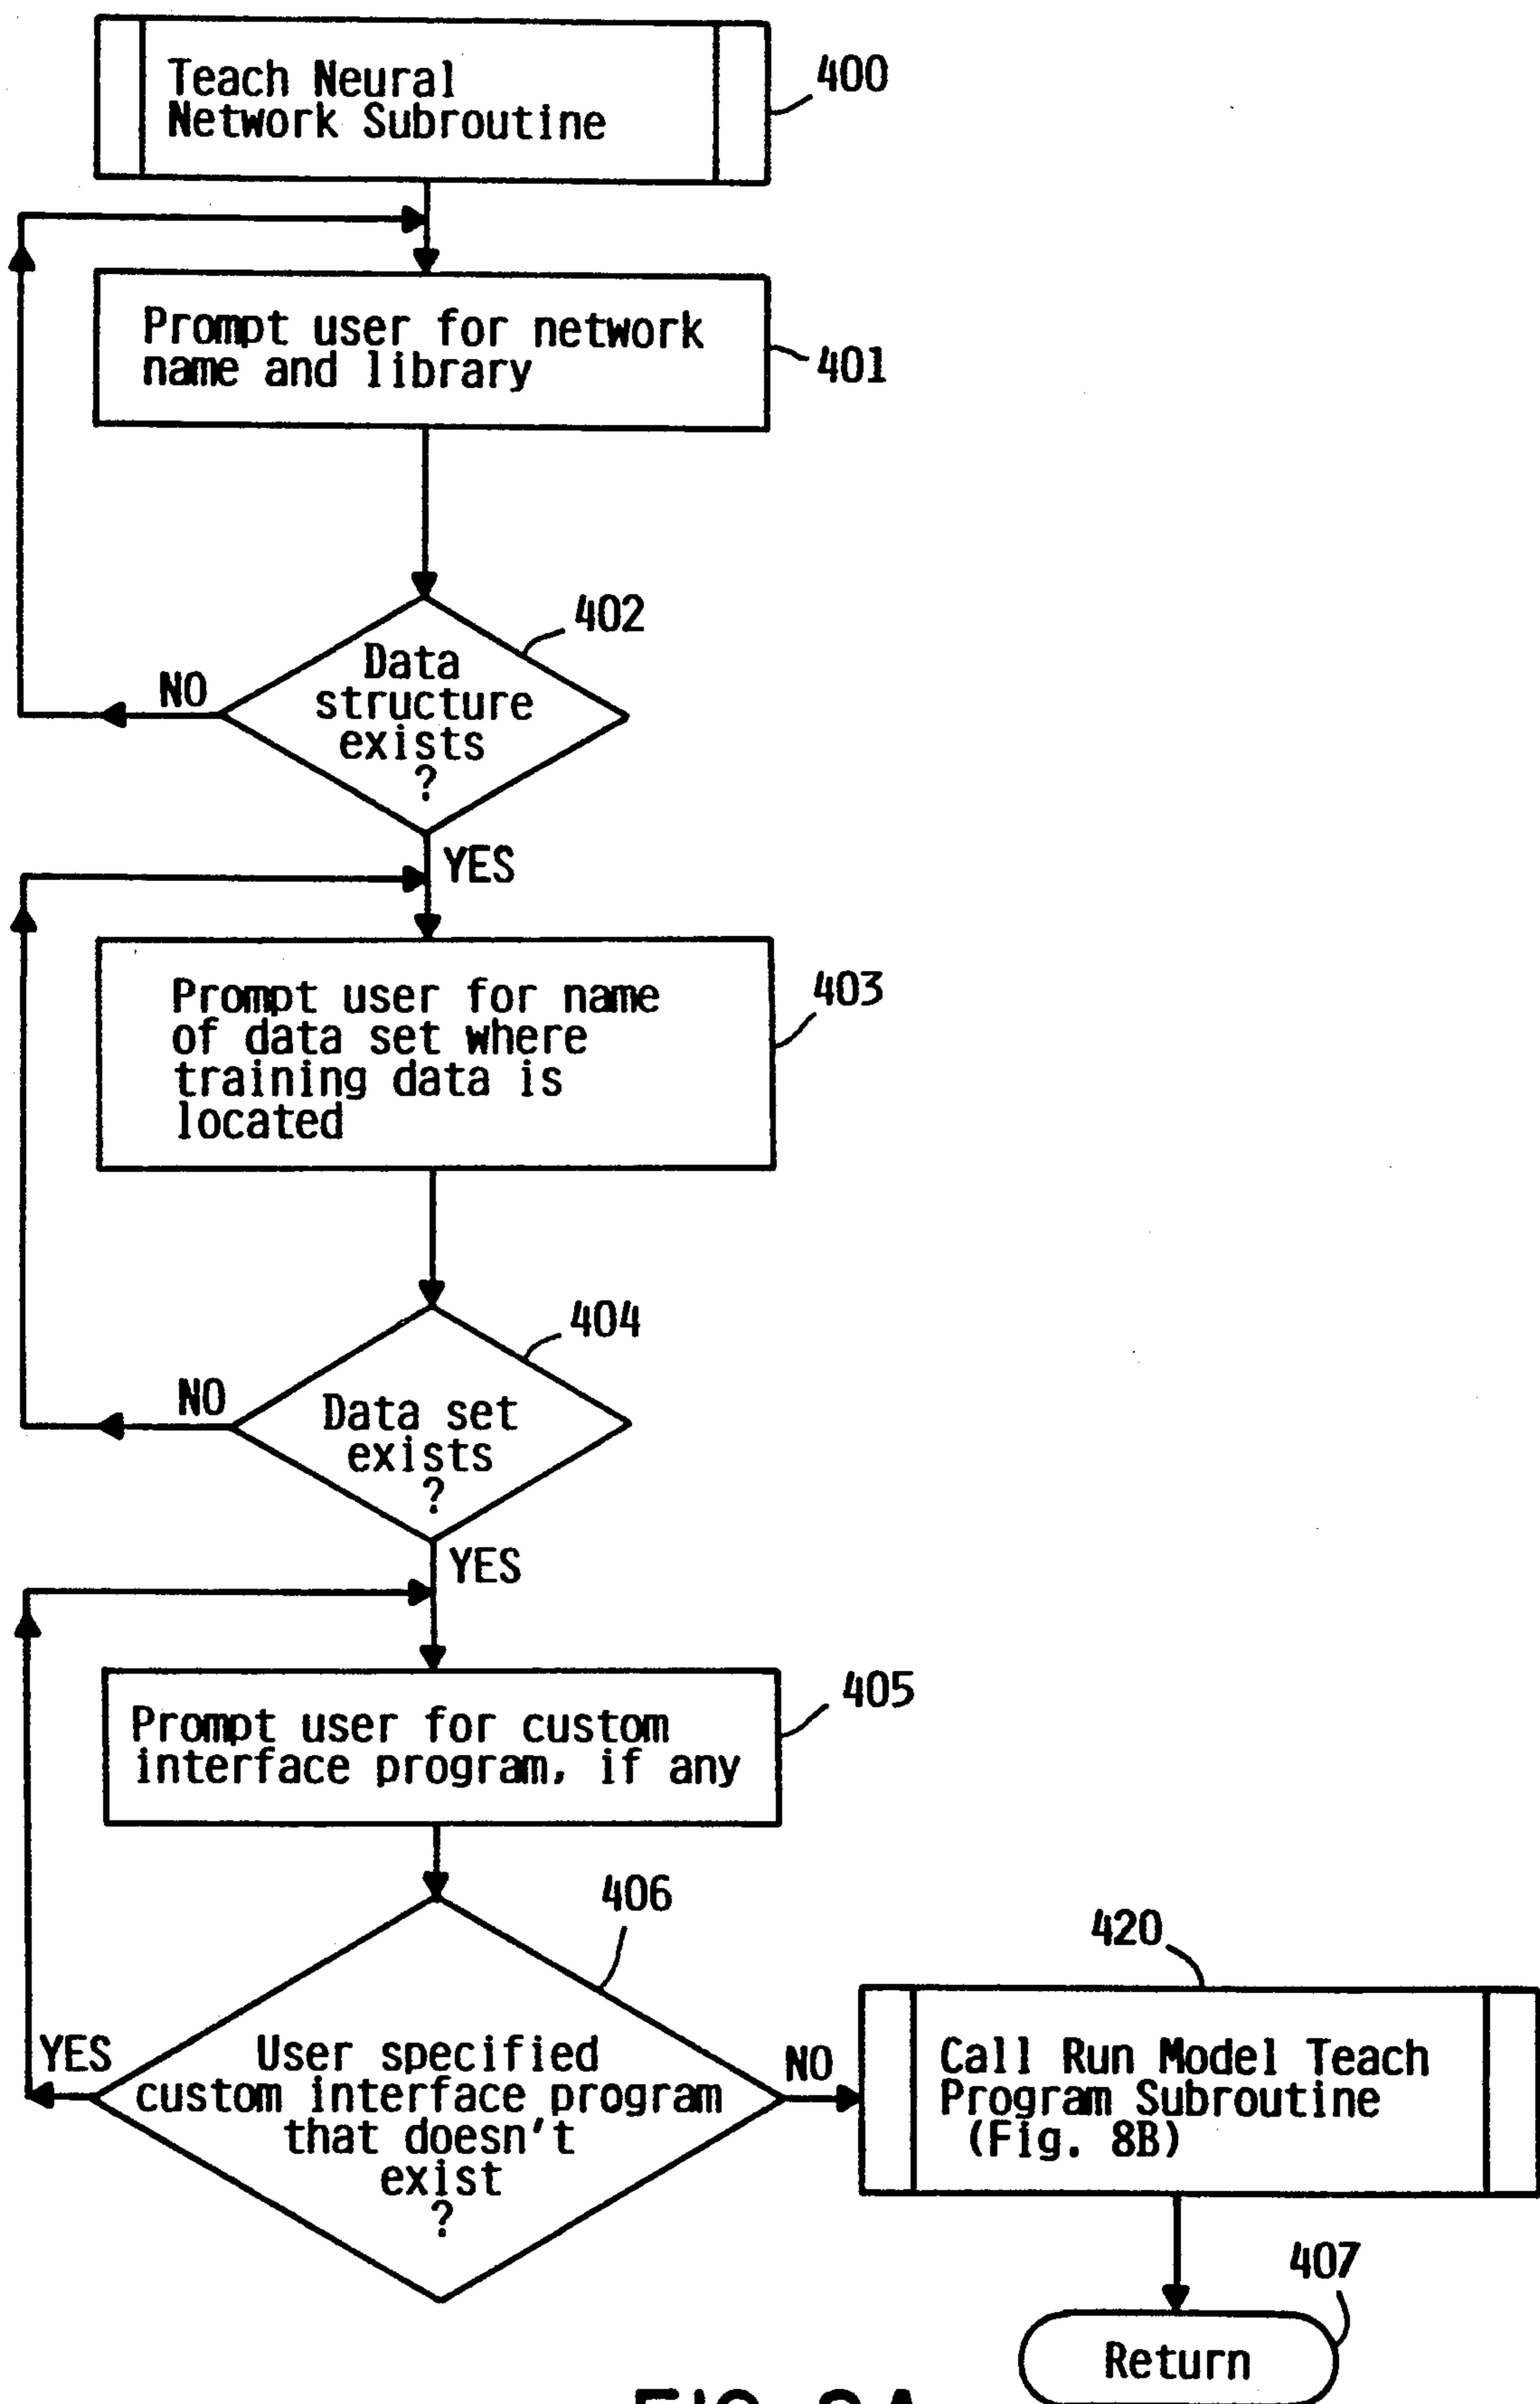 Teach Neural
Network Subroutine
400
Prompt user for network
name and library
401
402
Data
structure
exists
?
NO
YES
Prompt user for name
of data set where
training data is
located
403
404
Data set
exists
?
NO
YES
Prompt user for custom
interface program, if any
405
406
User specified
custom interface program
that doesn't
exist
?
YES
NO
420
Call Run Model Teach
Program Subroutine
(Fig. 8B)
407
Return